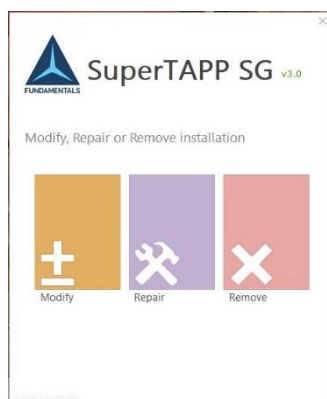 FUNDAMENTALS
SuperTAPP SG v3.0
Modify, Repair or Remove installation
Modify Repair Remove